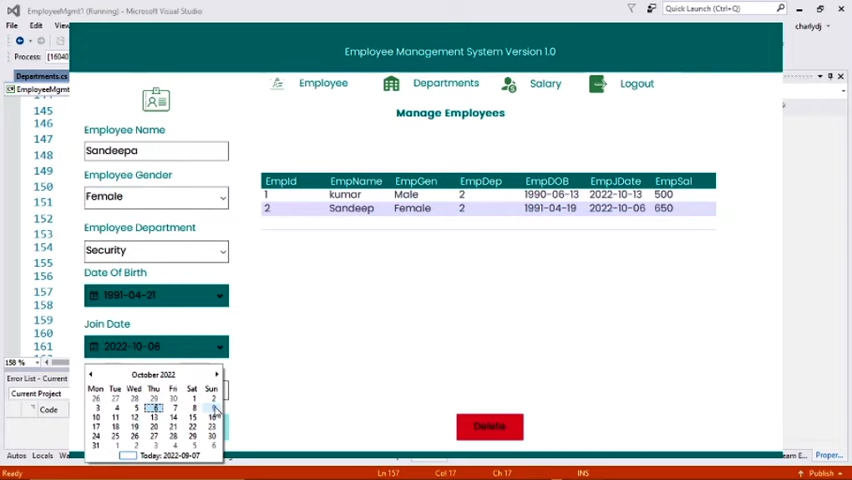 EmployeeMgmt1 (Running) - Microsoft Visual Studio
Quick Launch (Ctrl+Q)
File Edit View
charlydj
Process: [16040
Employee Management System Version 1.0
Departments.cs
EmployeeMgmt
Employee Departments Salary Logout
Manage Employees
145
146
147
148
149
150
151
152
153
154
155
156
157
158
159
160
161
Employee Name
Sandeepa
Employee Gender
Female
Employee Department
Security
Date Of Birth
1991-04-21
Join Date
2022-10-06
EmpId EmpName EmpGen EmpDep EmpDOB EmpJDate EmpSal
1 kumar Male 2 1990-06-13 2022-10-13 500
2 Sandeep Female 2 1991-04-19 2022-10-06 650
October 2022
Mon Tue Wed Thu Fri Sat Sun
26 27 28 29 30 1 2
3 4 5 6 7 8 9
10 11 12 13 14 15 16
17 18 19 20 21 22 23
24 25 26 27 28 29 30
31 1 2 3 4 5 6
Today: 2022-09-07
Delete
158 %
Error List - Current
Current Project
Code
Autos Locals Wa
eam E... Proper...
Ready Ln 157 Col 17 Ch 17 INS Publish